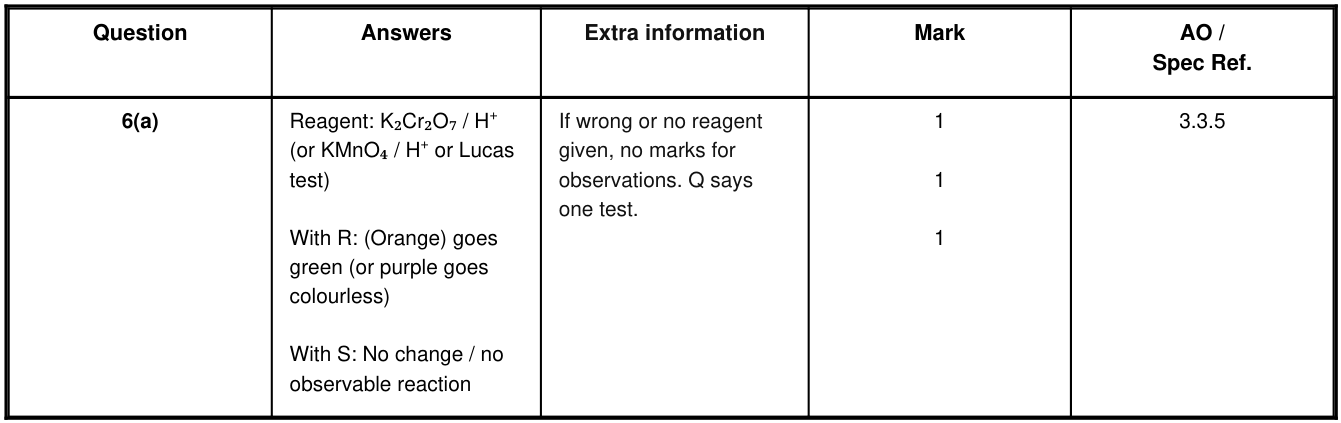 Question
Answers
Extra information
Mark
AO /
Spec Ref.
6(a)
Reagent: K₂Cr₂O₇ / H⁺
(or KMnO₄ / H⁺ or Lucas
test)
With R: (Orange) goes
green (or purple goes
colourless)
With S: No change / no
observable reaction
If wrong or no reagent
given, no marks for
observations. Q says
one test.
1
1
1
3.3.5